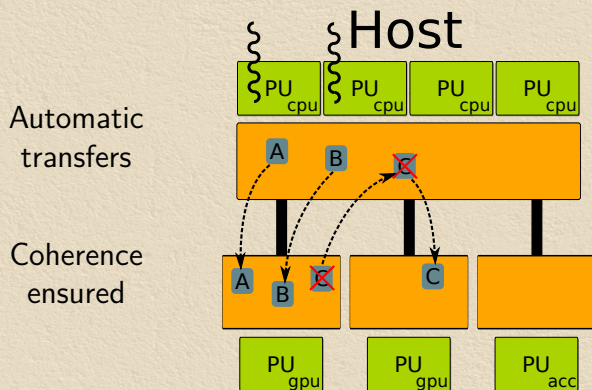 Host
PU cpu
PU cpu
PU cpu
PU cpu
Automatic
transfers
A
B
C
Coherence
ensured
A
B
C
C
PU gpu
PU gpu
PU acc